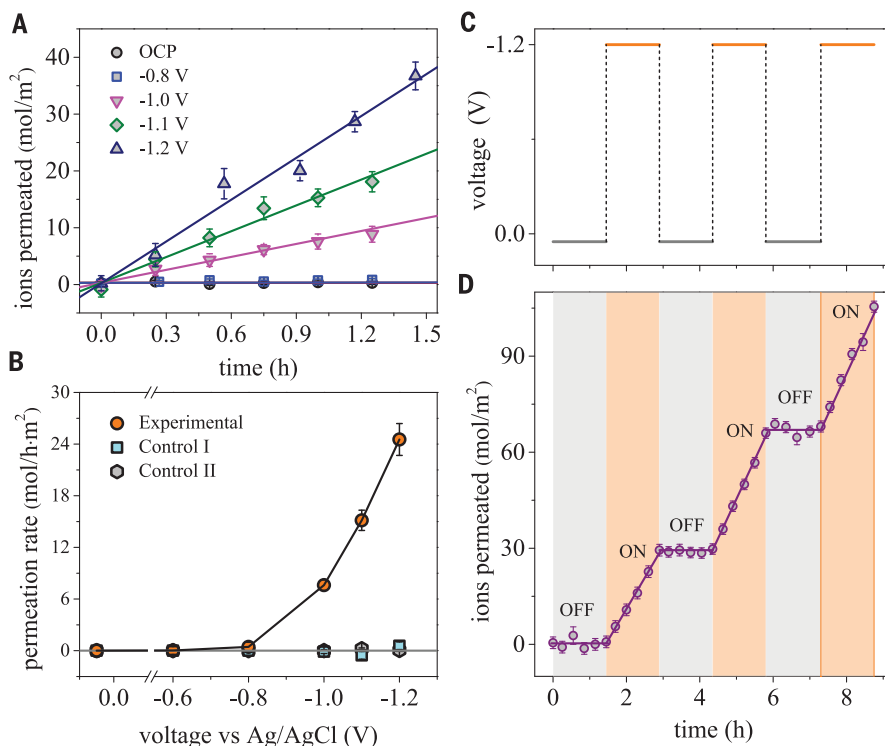 A
ions permeated (mol/m²)
40
30
20
10
0
OCP
-0.8 V
-1.0 V
-1.1 V
-1.2 V
0.0 0.3 0.6 0.9 1.2 1.5
time (h)
B
permeation rate (mol/h·m²)
30
24
18
12
6
0
Experimental
Control I
Control II
0.0 -0.6 -0.8 -1.0 -1.2
voltage vs Ag/AgCl (V)
C
voltage (V)
-1.2
0.0
D
ions permeated (mol/m²)
90
60
30
0
OFF
ON
OFF
ON
OFF
ON
0 2 4 6 8
time (h)